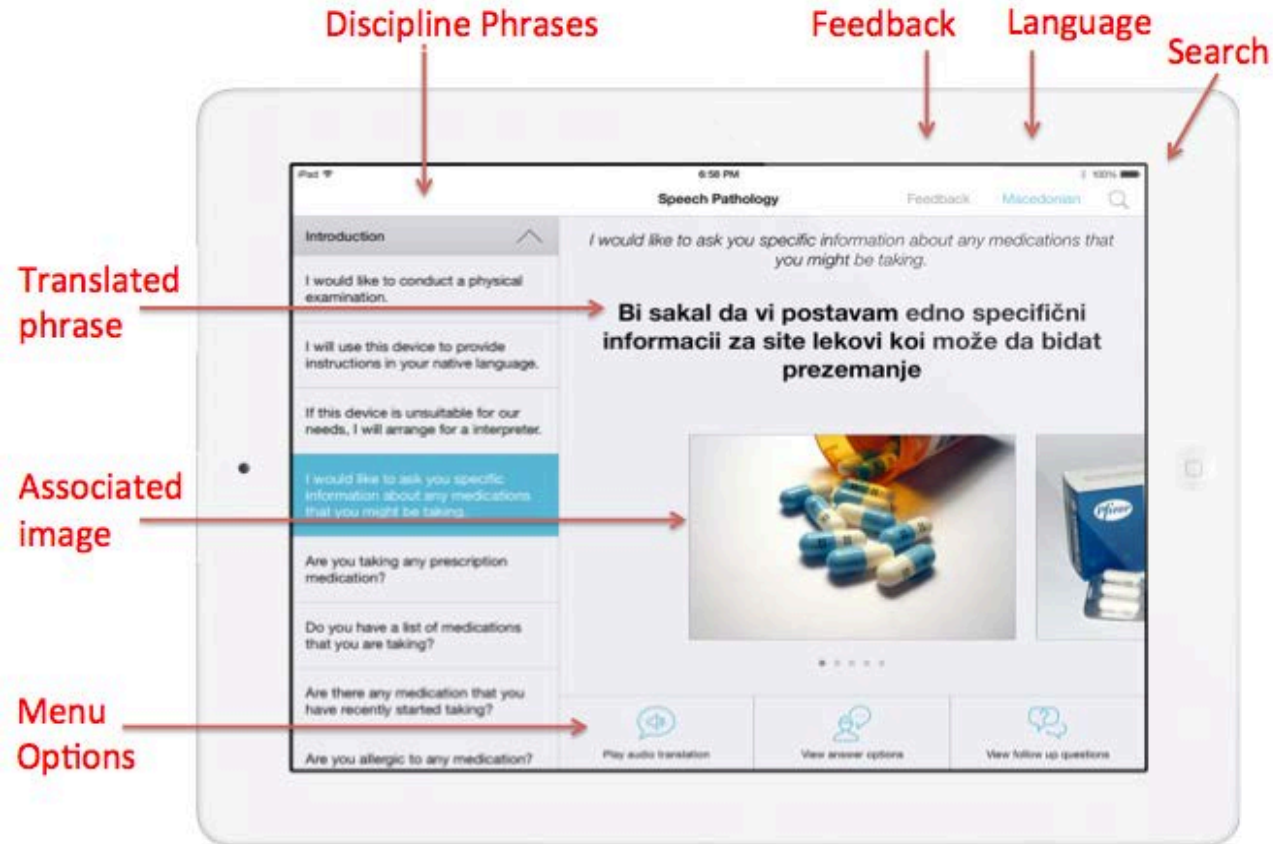 Discipline Phrases
Feedback
Language
Search
iPad
6:58 PM
100%
Speech Pathology
Feedback
Macedonian
Introduction
I would like to conduct a physical
examination.
I will use this device to provide
instructions in your native language.
If this device is unsuitable for our
needs, I will arrange for a interpreter.
I would like to ask you specific
information about any medications
that you might be taking.
Are you taking any prescription
medication?
Do you have a list of medications
that you are taking?
Are there any medication that you
have recently started taking?
Are you allergic to any medication?
I would like to ask you specific information about any medications that
you might be taking.
Bi sakal da vi postavam edno specifični
informacii za site lekovi koi može da bidat
prezemanje
Pfizer
Play audio translation
View answer options
View follow up questions
Translated
phrase
Associated
image
Menu
Options